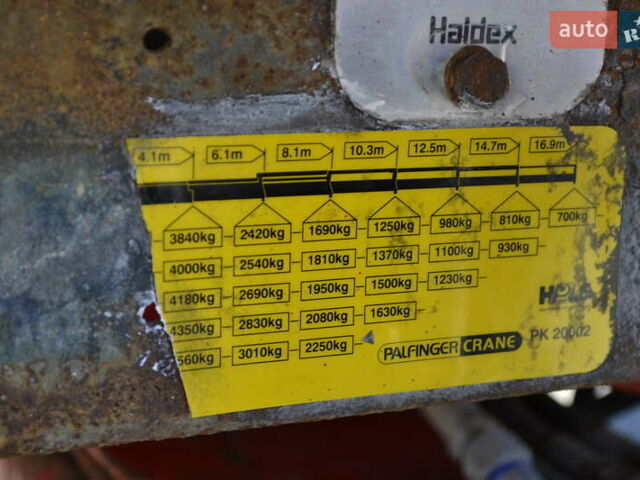 Haldex
auto
4.1m 6.1m 8.1m 10.3m 12.5m 14.7m 16.9m
3840kg 2420kg 1690kg 1250kg 980kg 810kg 700kg
4000kg 2540kg 1810kg 1370kg 1100kg 930kg
4180kg 2690kg 1950kg 1500kg 1230kg
4350kg 2830kg 2080kg 1630kg
560kg 3010kg 2250kg
PALFINGER CRANE
PK 20002